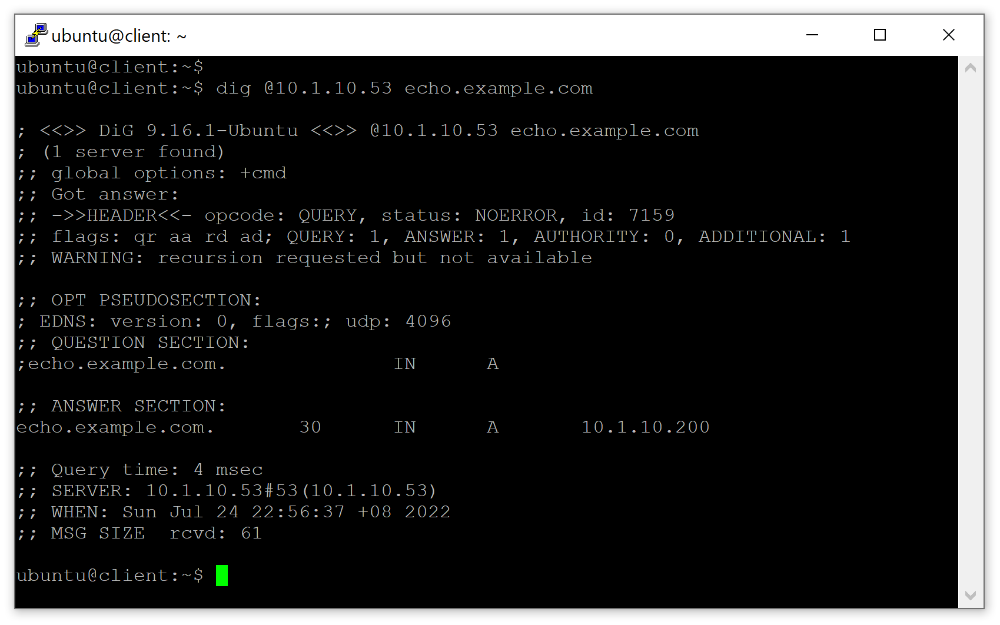 ubuntu@client: ~
ubuntu@client:~$
ubuntu@client:~$ dig @10.1.10.53 echo.example.com
; <<>> DiG 9.16.1-Ubuntu <<>> @10.1.10.53 echo.example.com
; (1 server found)
;; global options: +cmd
;; Got answer:
;; ->>HEADER<<- opcode: QUERY, status: NOERROR, id: 7159
;; flags: qr aa rd ad; QUERY: 1, ANSWER: 1, AUTHORITY: 0, ADDITIONAL: 1
;; WARNING: recursion requested but not available
;; OPT PSEUDOSECTION:
; EDNS: version: 0, flags:; udp: 4096
;; QUESTION SECTION:
;echo.example.com. IN A
;; ANSWER SECTION:
echo.example.com. 30 IN A 10.1.10.200
;; Query time: 4 msec
;; SERVER: 10.1.10.53#53(10.1.10.53)
;; WHEN: Sun Jul 24 22:56:37 +08 2022
;; MSG SIZE  rcvd: 61
ubuntu@client:~$